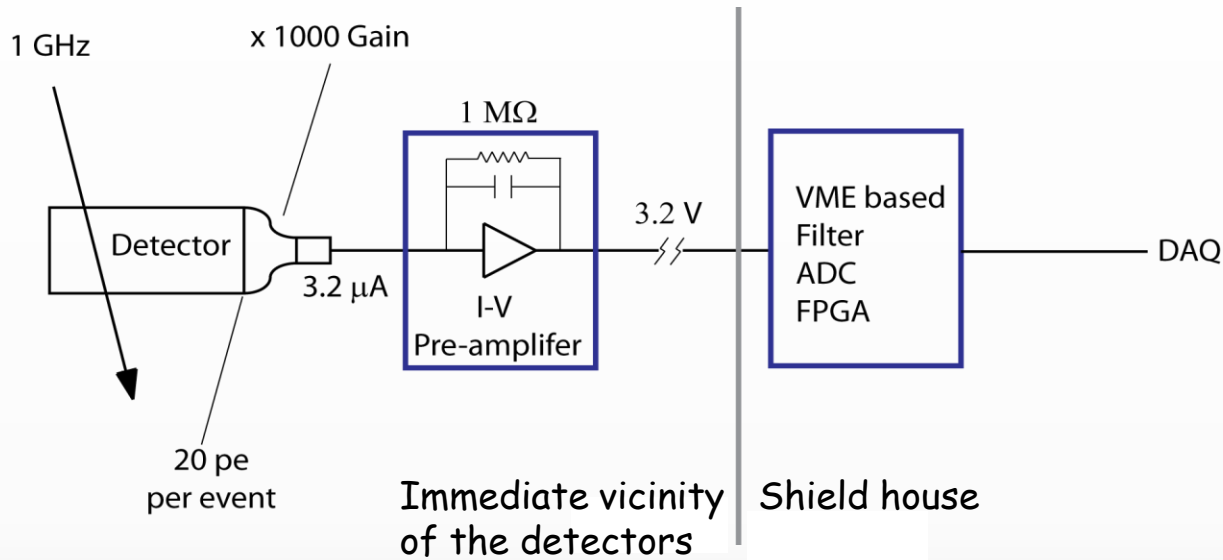 1 GHz
x 1000 Gain
1 MΩ
Detector
3.2 μA
I-V
Pre-amplifer
3.2 V
VME based
Filter
ADC
FPGA
DAQ
20 pe
per event
Immediate vicinity
of the detectors
Shield house